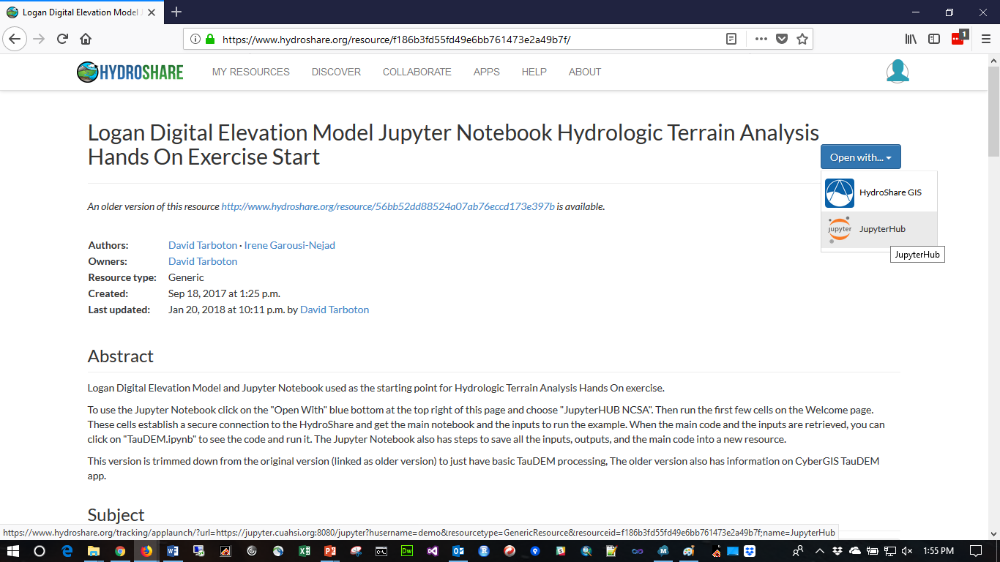 Logan Digital Elevation Model J
https://www.hydroshare.org/resource/f186b3fd55fd49e6bb761473e2a49b7f/
1
HYDROSHARE
MY RESOURCES
DISCOVER
COLLABORATE
APPS
HELP
ABOUT
Logan Digital Elevation Model Jupyter Notebook Hydrologic Terrain Analysis
Hands On Exercise Start
Open with...
HydroShare GIS
jupyter
JupyterHub
JupyterHub
An older version of this resource http://www.hydroshare.org/resource/56bb52dd88524a07ab76eccd173e397b is available.
Authors: David Tarboton · Irene Garousi-Nejad
Owners: David Tarboton
Resource type: Generic
Created: Sep 18, 2017 at 1:25 p.m.
Last updated: Jan 20, 2018 at 10:11 p.m. by David Tarboton
Abstract
Logan Digital Elevation Model and Jupyter Notebook used as the starting point for Hydrologic Terrain Analysis Hands On exercise.
To use the Jupyter Notebook click on the "Open With" blue bottom at the top right of this page and choose "JupyterHUB NCSA". Then run the first few cells on the Welcome page.
These cells establish a secure connection to the HydroShare and get the main notebook and the inputs to run the example. When the main code and the inputs are retrieved, you can
click on "TauDEM.ipynb" to see the code and run it. The Jupyter Notebook also has steps to save all the inputs, outputs, and the main code into a new resource.
This version is trimmed down from the original version (linked as older version) to just have basic TauDEM processing, The older version also has information on CyberGIS TauDEM
app.
Subject
https://www.hydroshare.org/tracking/applaunch/?url=https://jupyter.cuahsi.org:8080/jupyter?husername=demo&resourcetype=GenericResource&resourceid=f186b3fd55fd49e6bb761473e2a49b7f;name=JupyterHub
1:55 PM